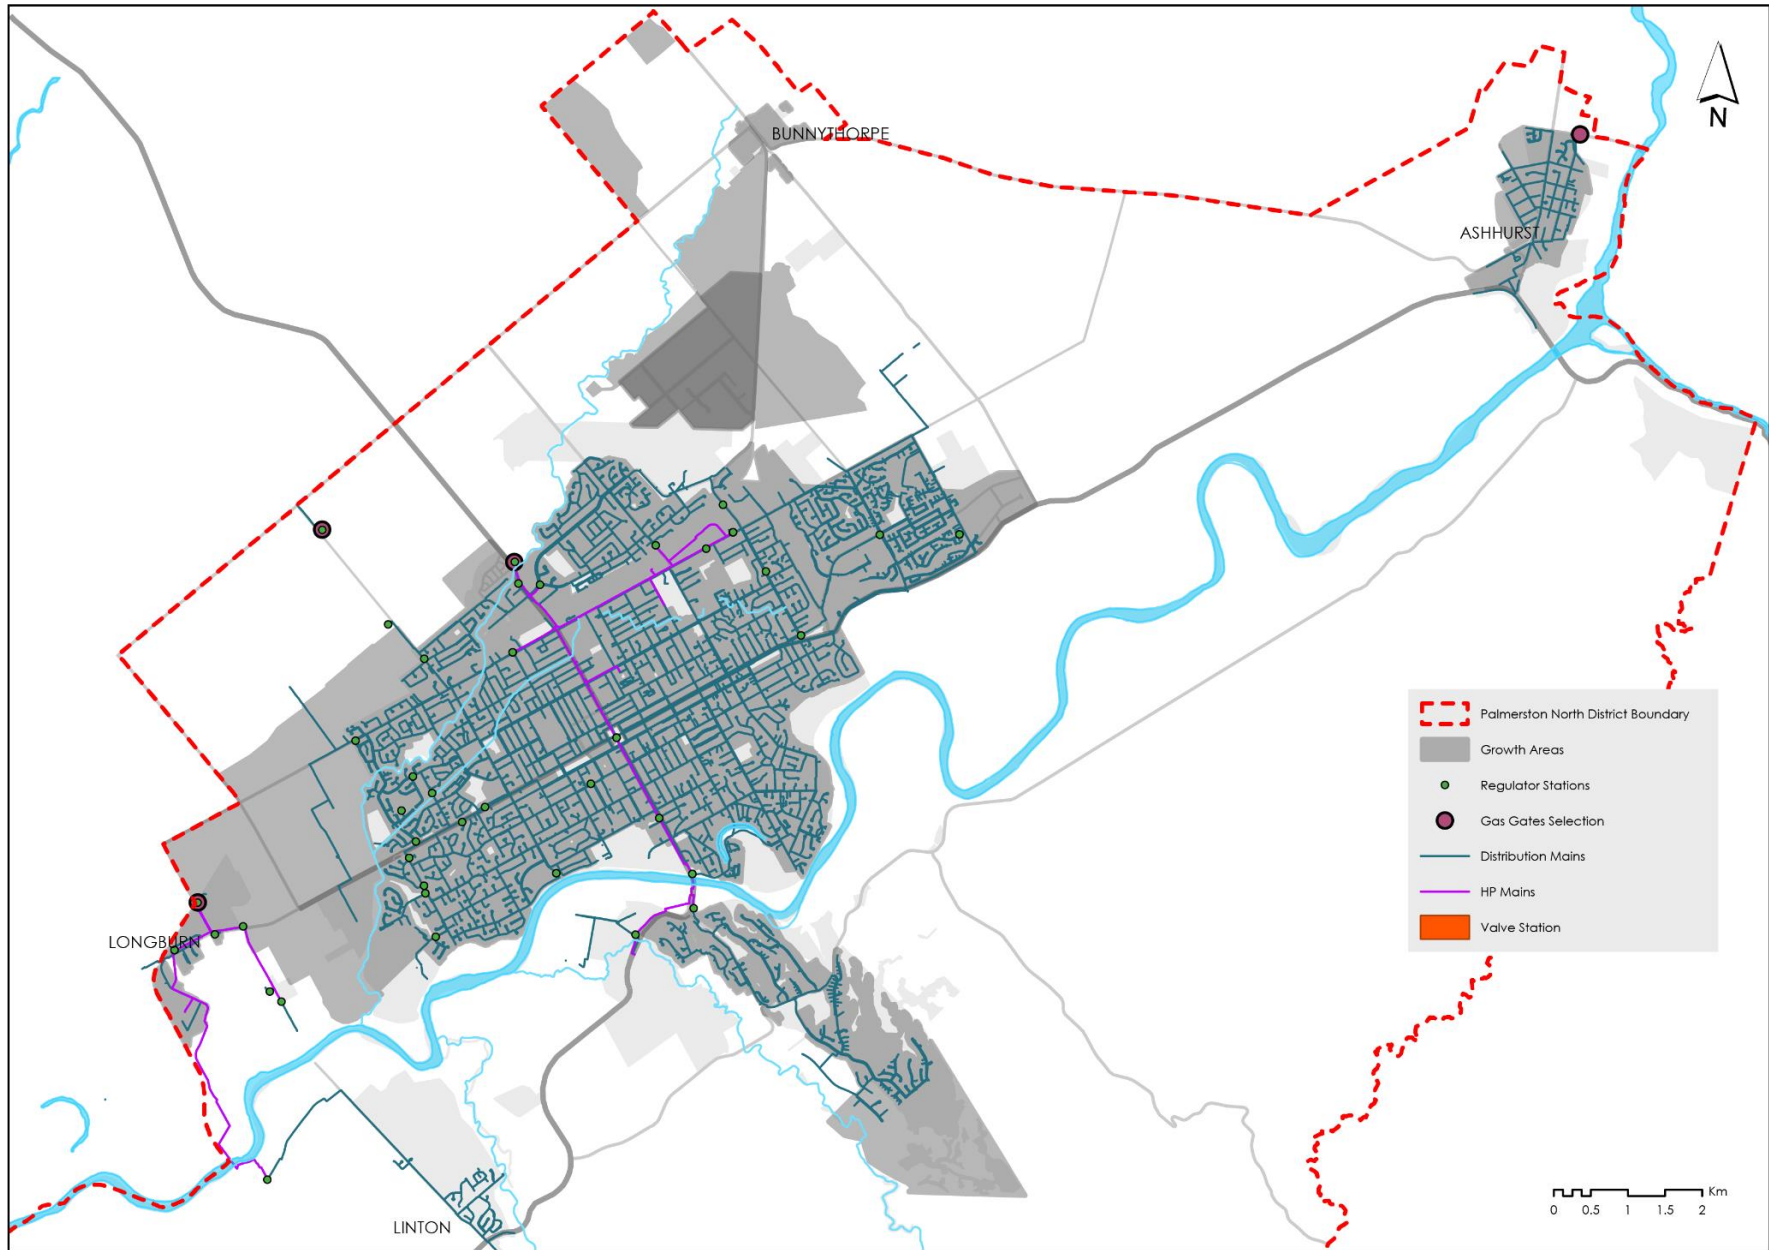 BUNNYTHORPE
N
ASHHURST
LONGBURN
LINTON
Palmerston North District Boundary
Growth Areas
Regulator Stations
Gas Gates Selection
Distribution Mains
HP Mains
Valve Station
Km
0 0.5 1 1.5 2